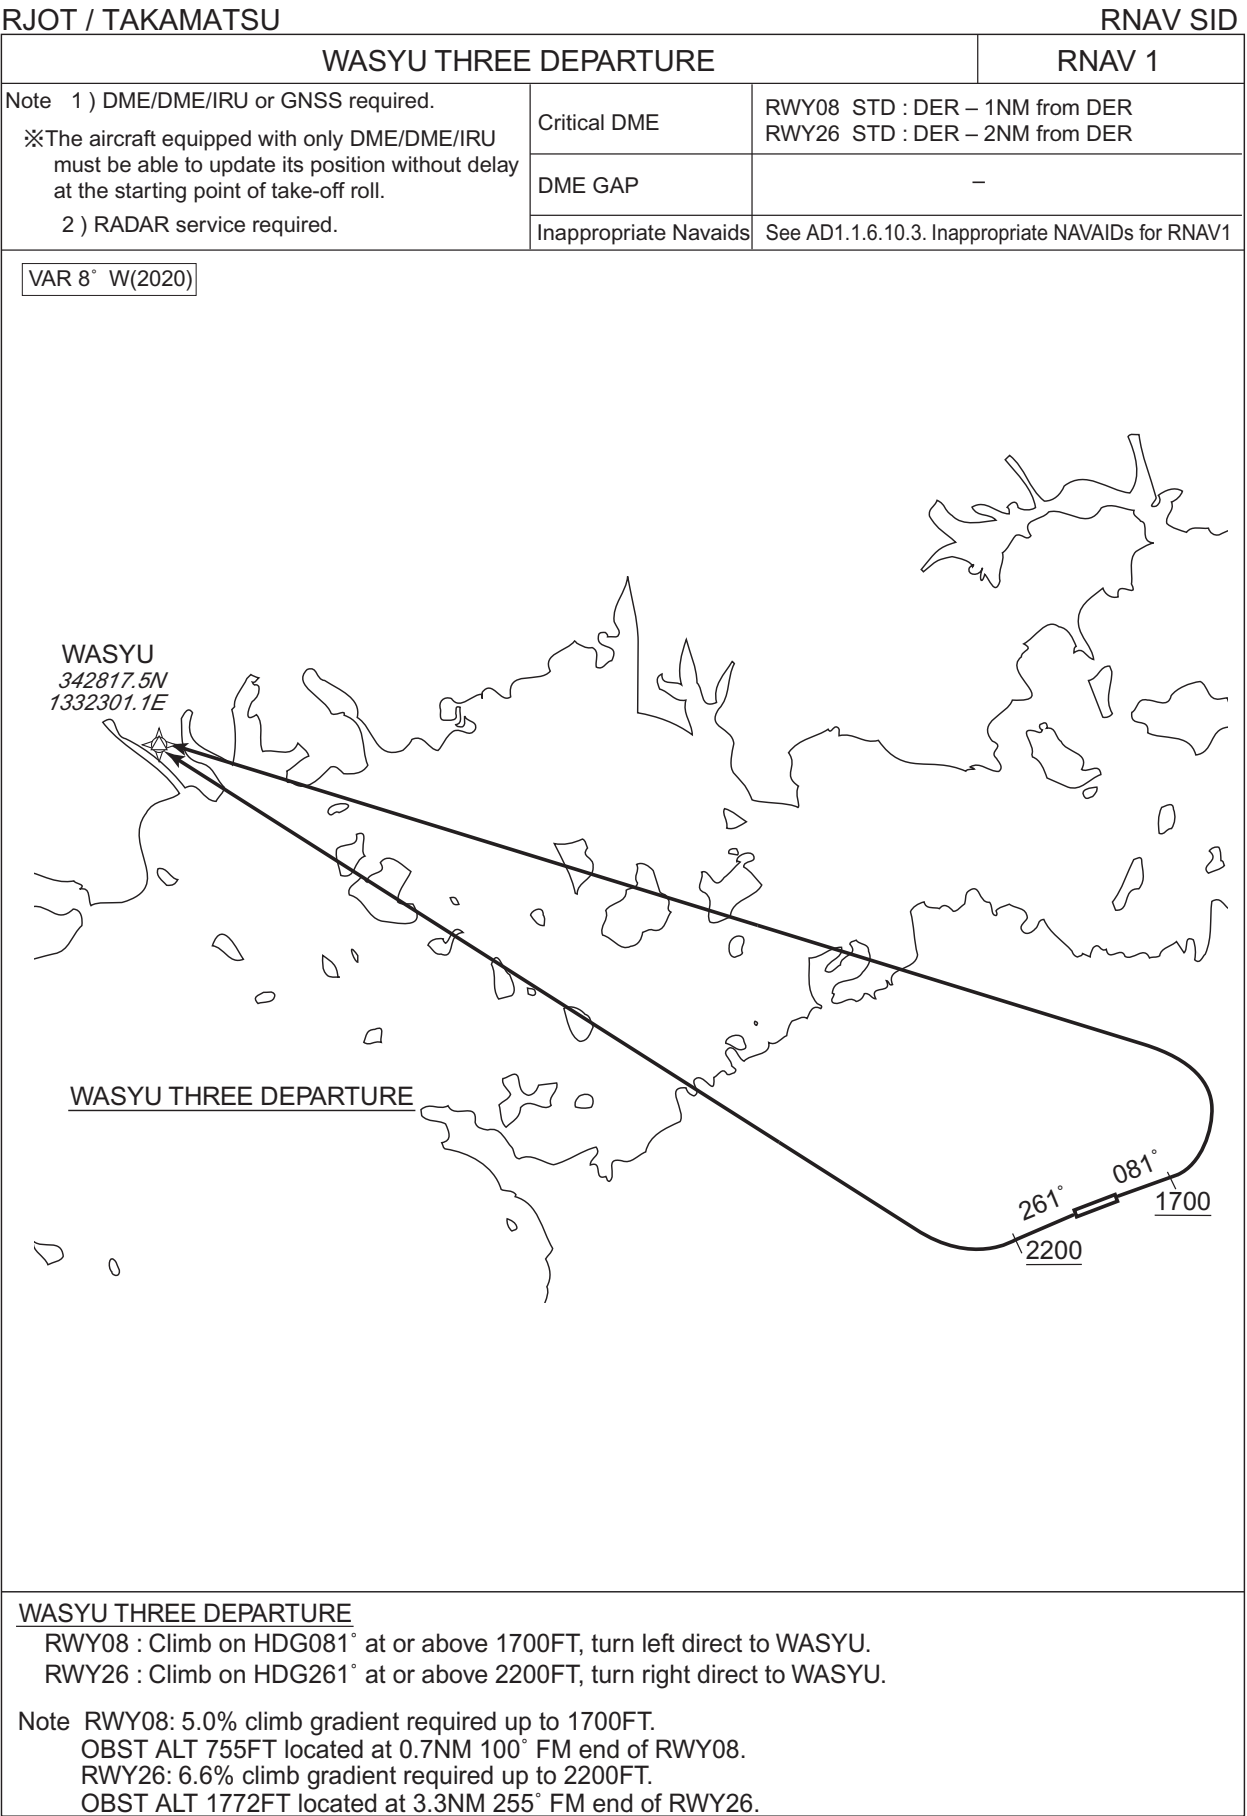 RJOT / TAKAMATSU
RNAV SID
WASYU THREE DEPARTURE
RNAV 1
Note 1 ) DME/DME/IRU or GNSS required.
※The aircraft equipped with only DME/DME/IRU
must be able to update its position without delay
at the starting point of take-off roll.
2 ) RADAR service required.
Critical DME
RWY08 STD : DER – 1NM from DER
RWY26 STD : DER – 2NM from DER
DME GAP
–
Inappropriate Navaids
See AD1.1.6.10.3. Inappropriate NAVAIDs for RNAV1
VAR 8° W(2020)
WASYU
342817.5N
1332301.1E
WASYU THREE DEPARTURE
261°
081°
1700
2200
WASYU THREE DEPARTURE
RWY08 : Climb on HDG081° at or above 1700FT, turn left direct to WASYU.
RWY26 : Climb on HDG261° at or above 2200FT, turn right direct to WASYU.
Note RWY08: 5.0% climb gradient required up to 1700FT.
OBST ALT 755FT located at 0.7NM 100° FM end of RWY08.
RWY26: 6.6% climb gradient required up to 2200FT.
OBST ALT 1772FT located at 3.3NM 255° FM end of RWY26.